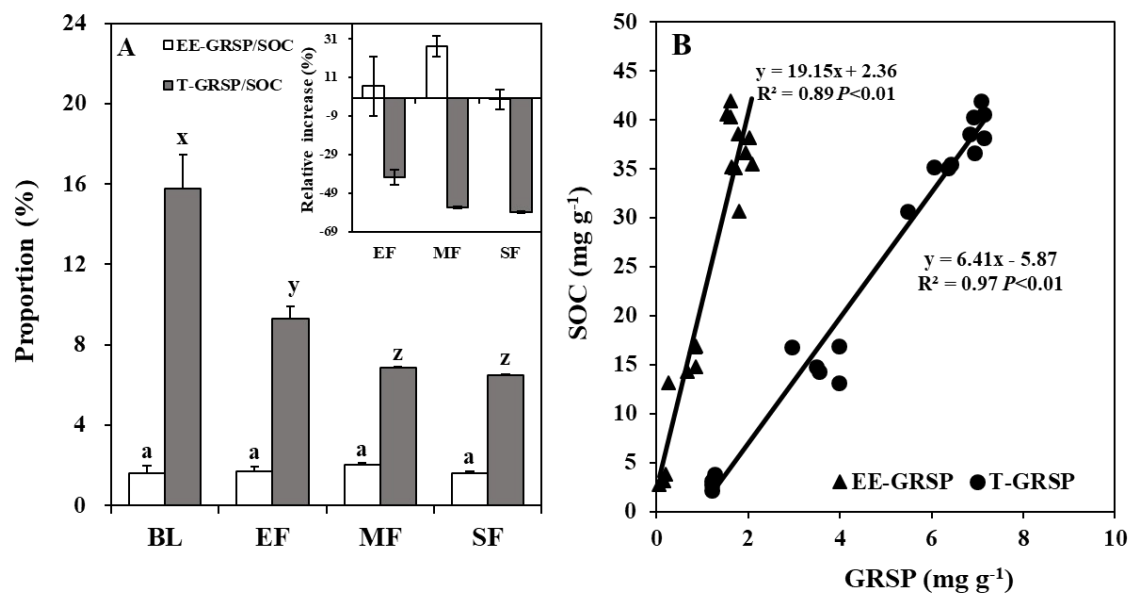 A
EE-GRSP/SOC
T-GRSP/SOC
Proportion (%)
24
20
16
12
8
4
0
x
y
z
z
a
a
a
a
BL
EF
MF
SF
Relative increase (%)
31
11
-9
-29
-49
-69
EF
MF
SF
B
SOC (mg g⁻¹)
50
45
40
35
30
25
20
15
10
5
0
y = 19.15x + 2.36
R² = 0.89 P<0.01
y = 6.41x - 5.87
R² = 0.97 P<0.01
EE-GRSP
T-GRSP
0
2
4
6
8
10
GRSP (mg g⁻¹)